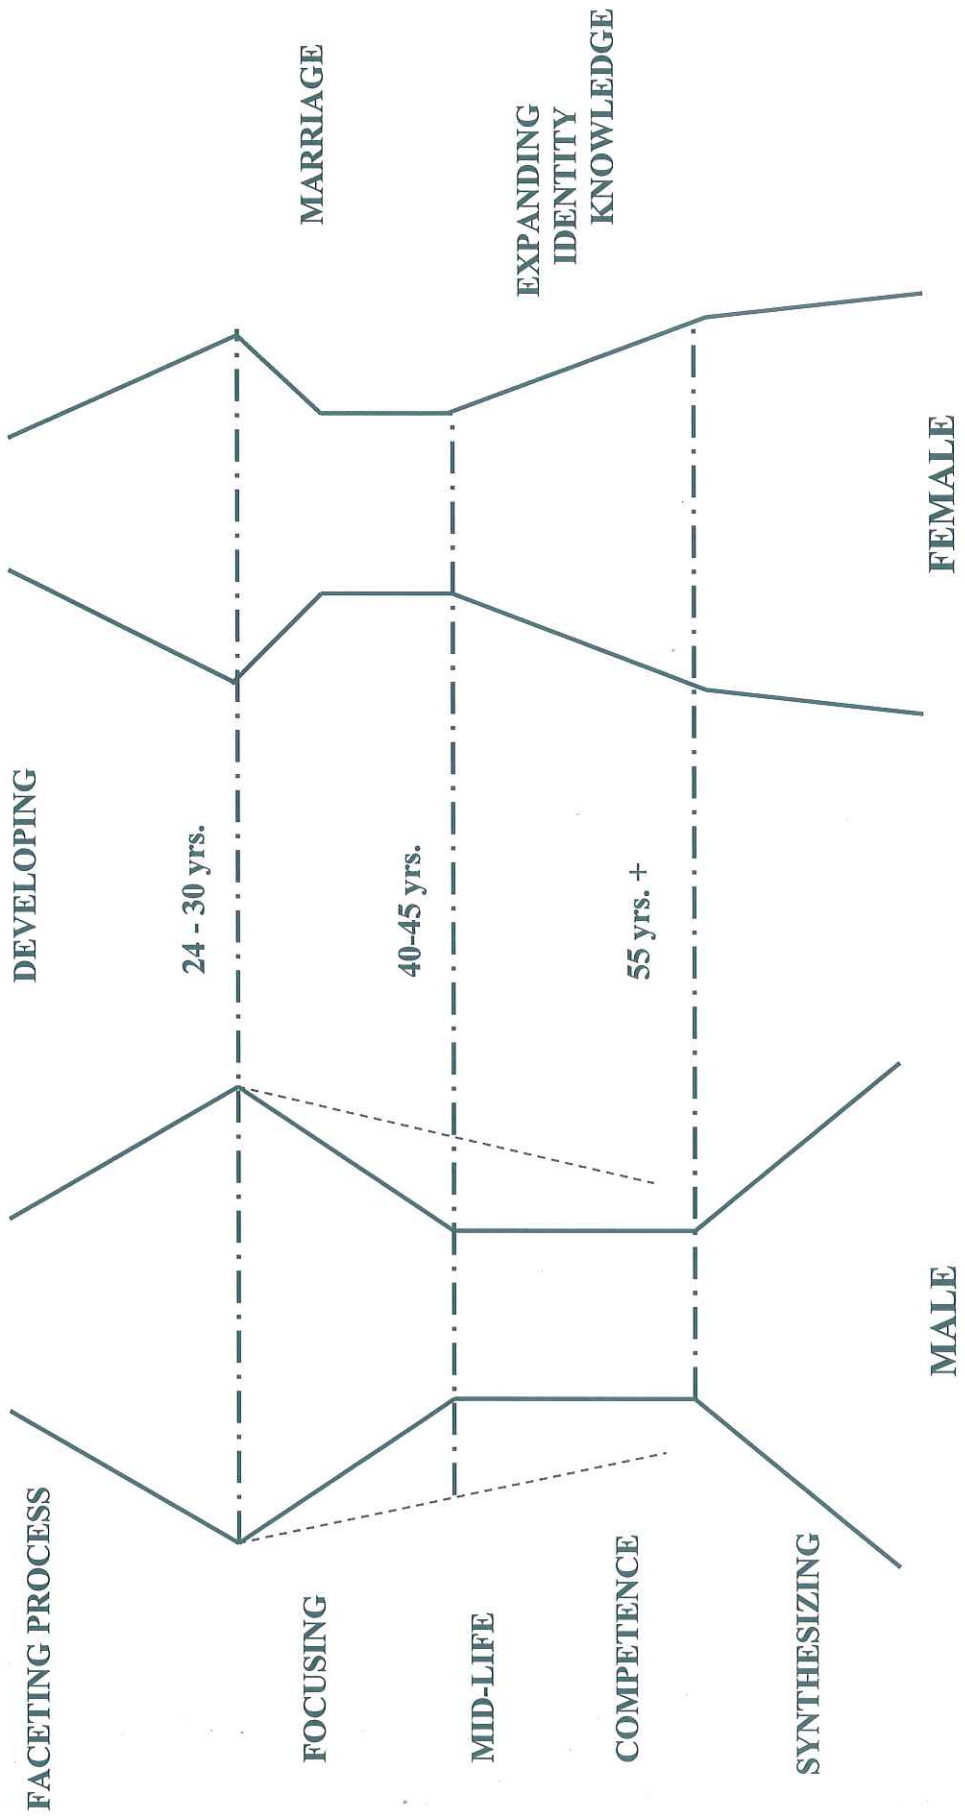 FACETING PROCESS
DEVELOPING
24 - 30 yrs.
FOCUSING
MARRIAGE
40-45 yrs.
MID-LIFE
EXPANDING
IDENTITY
KNOWLEDGE
COMPETENCE
55 yrs. +
SYNTHESIZING
MALE
FEMALE